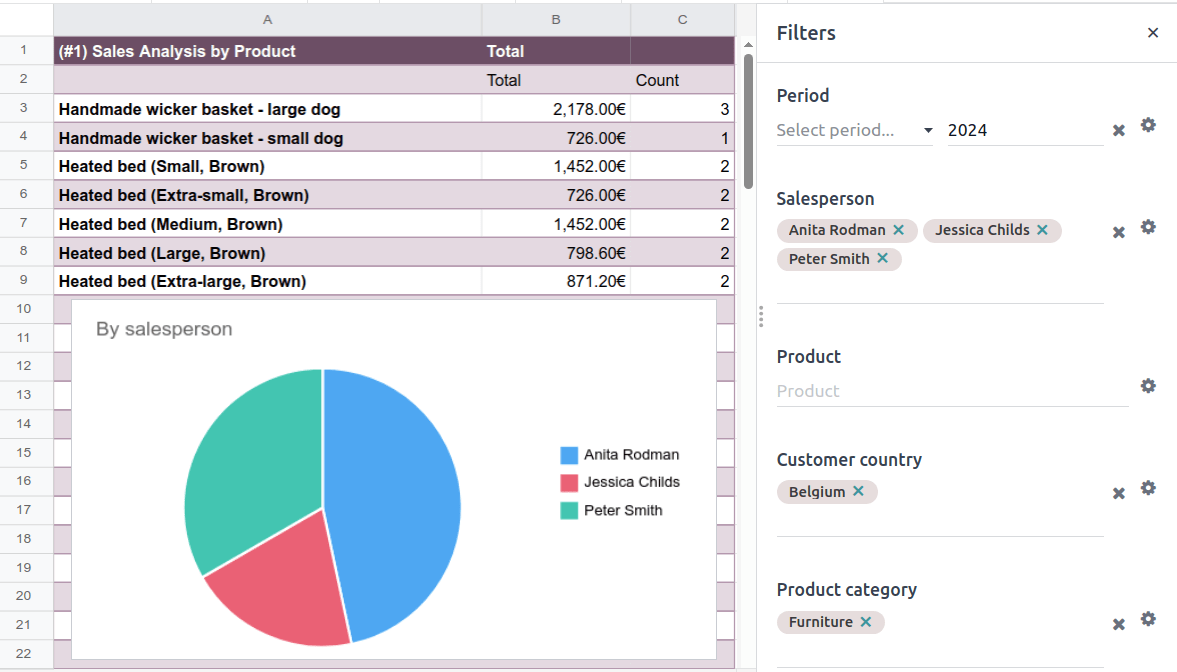 A B C
1 (#1) Sales Analysis by Product Total
2 Total Count
3 Handmade wicker basket - large dog 2,178.00€ 3
4 Handmade wicker basket - small dog 726.00€ 1
5 Heated bed (Small, Brown) 1,452.00€ 2
6 Heated bed (Extra-small, Brown) 726.00€ 2
7 Heated bed (Medium, Brown) 1,452.00€ 2
8 Heated bed (Large, Brown) 798.60€ 2
9 Heated bed (Extra-large, Brown) 871.20€ 2
10
11
12
13
14
15
16
17
18
19
20
21
22
By salesperson
Anita Rodman
Jessica Childs
Peter Smith
Filters
Period
Select period... 2024
Salesperson
Anita Rodman Jessica Childs
Peter Smith
Product
Product
Customer country
Belgium
Product category
Furniture